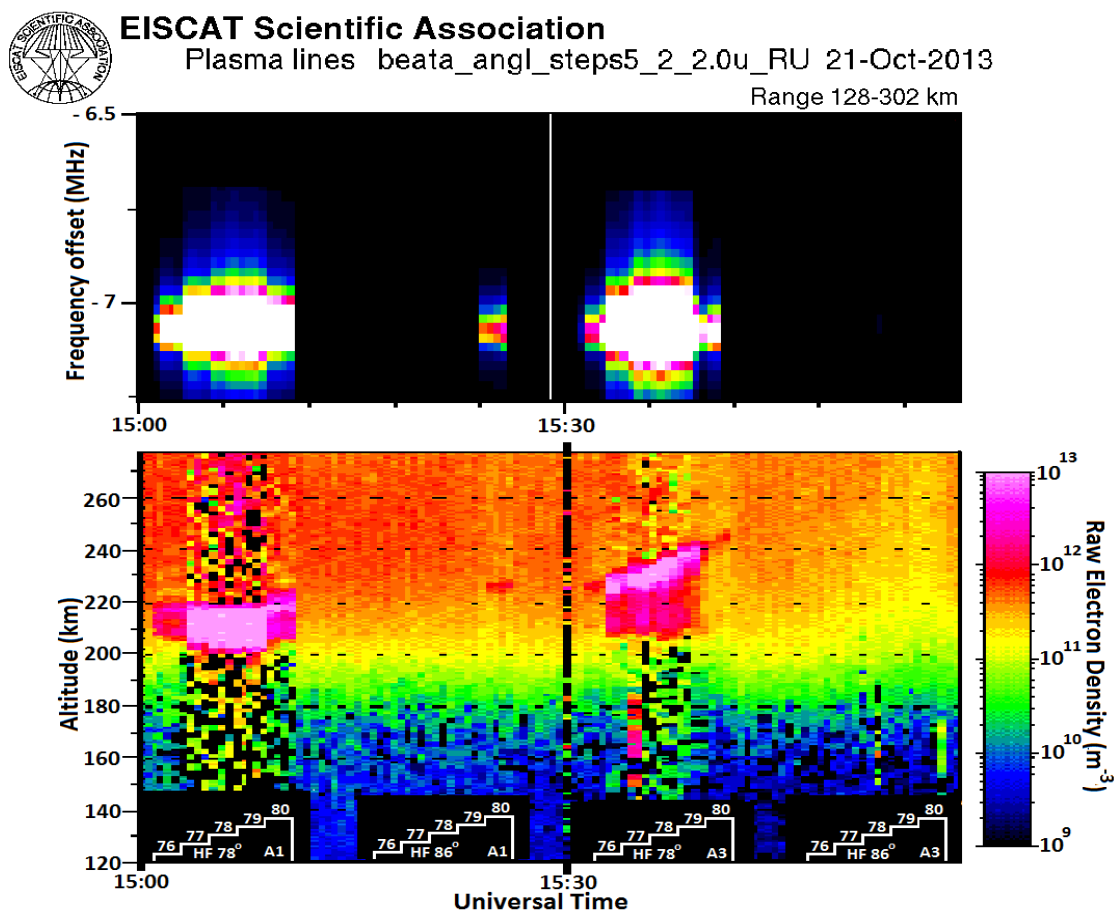 EISCAT SCIENTIFIC ASSOCIATION
EISCAT Scientific Association
Plasma lines beata_angl_steps5_2_2.0u_RU 21-Oct-2013
Range 128-302 km
- 6.5
- 7
Frequency offset (MHz)
15:00 15:30
260
240
220
200
180
160
140
120
Altitude (km)
76 77 78 79 80
HF 78° A1
76 77 78 79 80
HF 86° A1
76 77 78 79 80
HF 78° A3
76 77 78 79 80
HF 86° A3
15:00 15:30
Universal Time
10¹³
10¹²
10¹¹
10¹⁰
10⁹
Raw Electron Density (m⁻³)